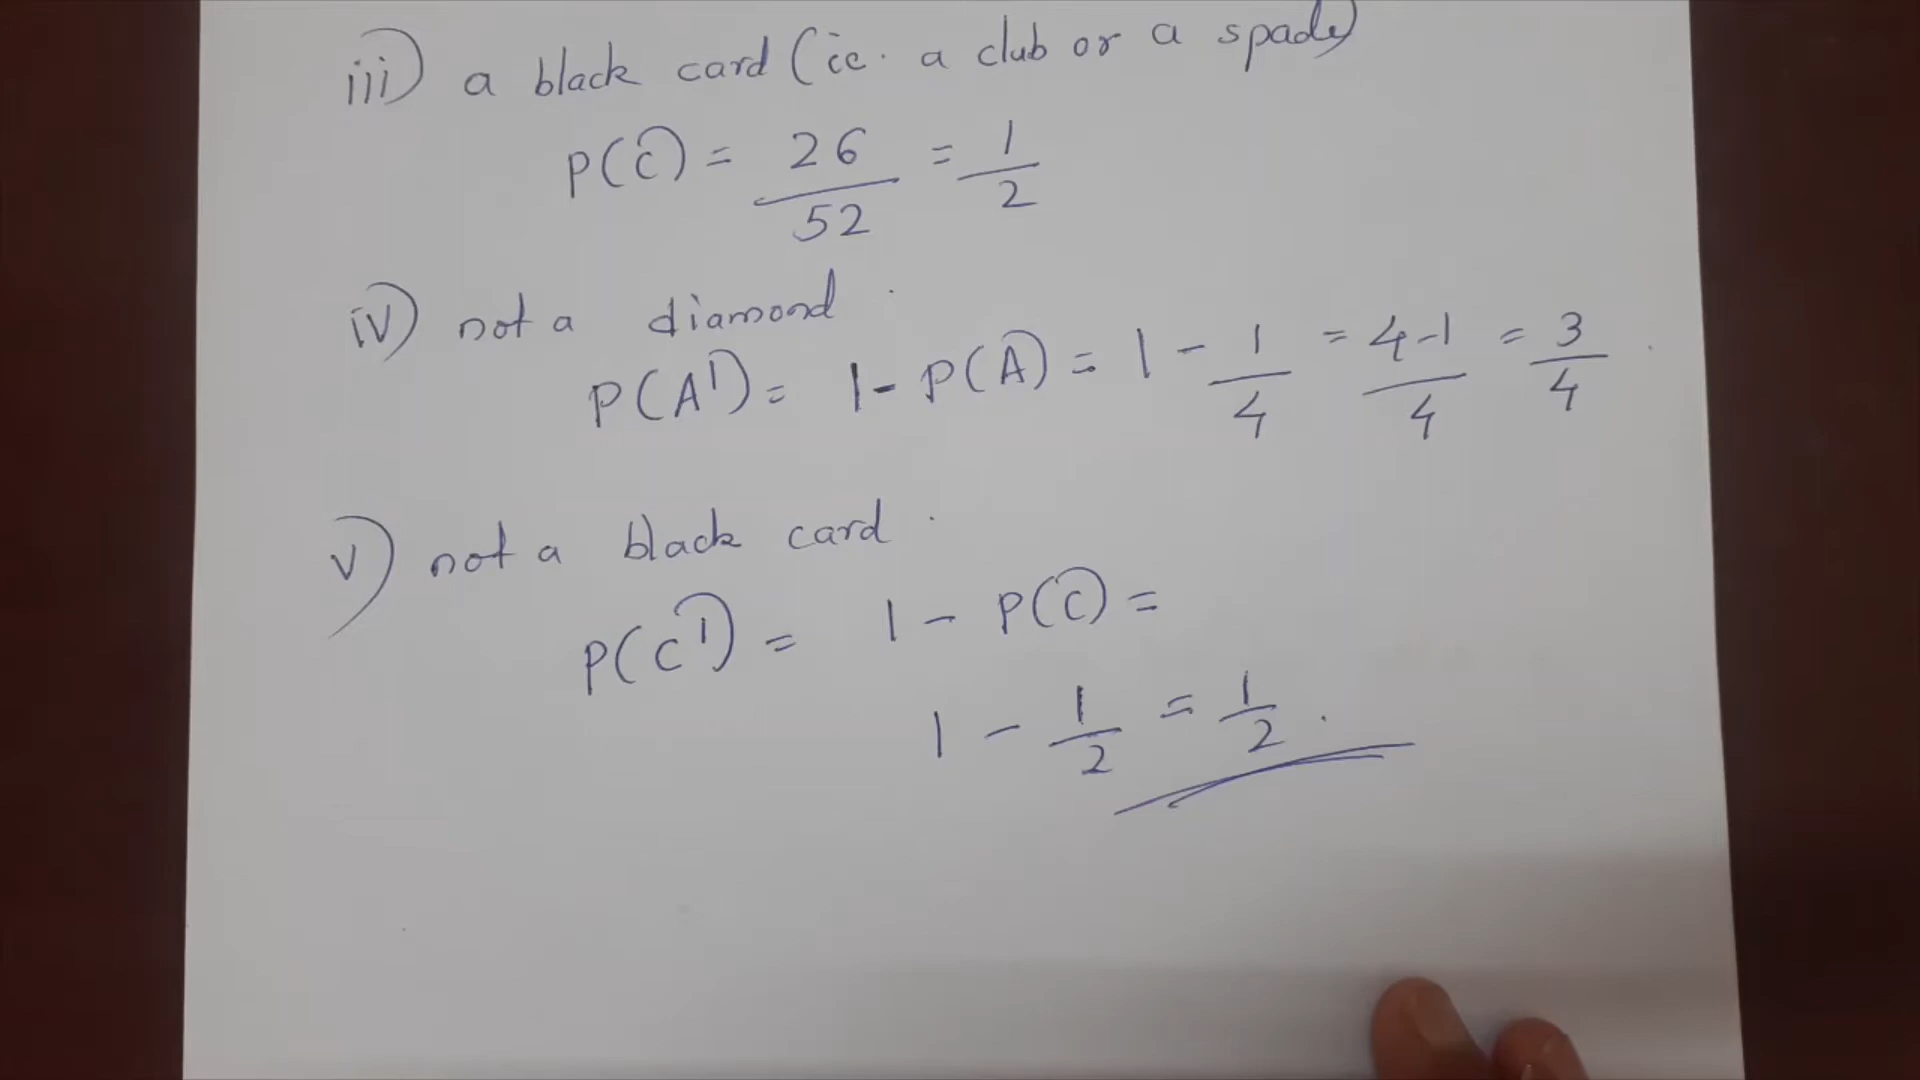 iii) a black card (ie. a club or a spade)
P(C) = 26/52 = 1/2
iv) not a diamond.
P(A') = 1 - P(A) = 1 - 1/4 = 4-1/4 = 3/4.
v) not a black card.
P(C') = 1 - P(C) =
1 - 1/2 = 1/2.